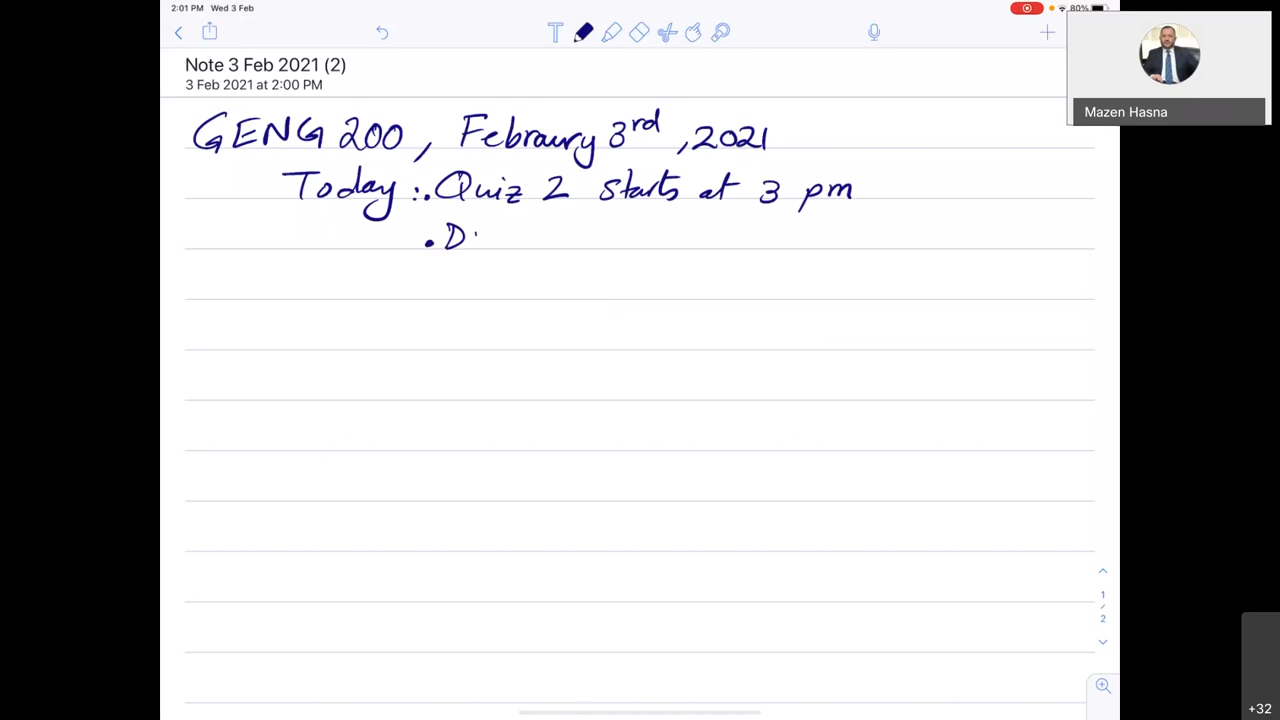 2:01 PM Wed 3 Feb
80%
Mazen Hasna
Note 3 Feb 2021 (2)
3 Feb 2021 at 2:00 PM
GENG 200, Febraury 3rd, 2021
Today :. Quiz 2 starts at 3 pm
. D
1
/
2
+32